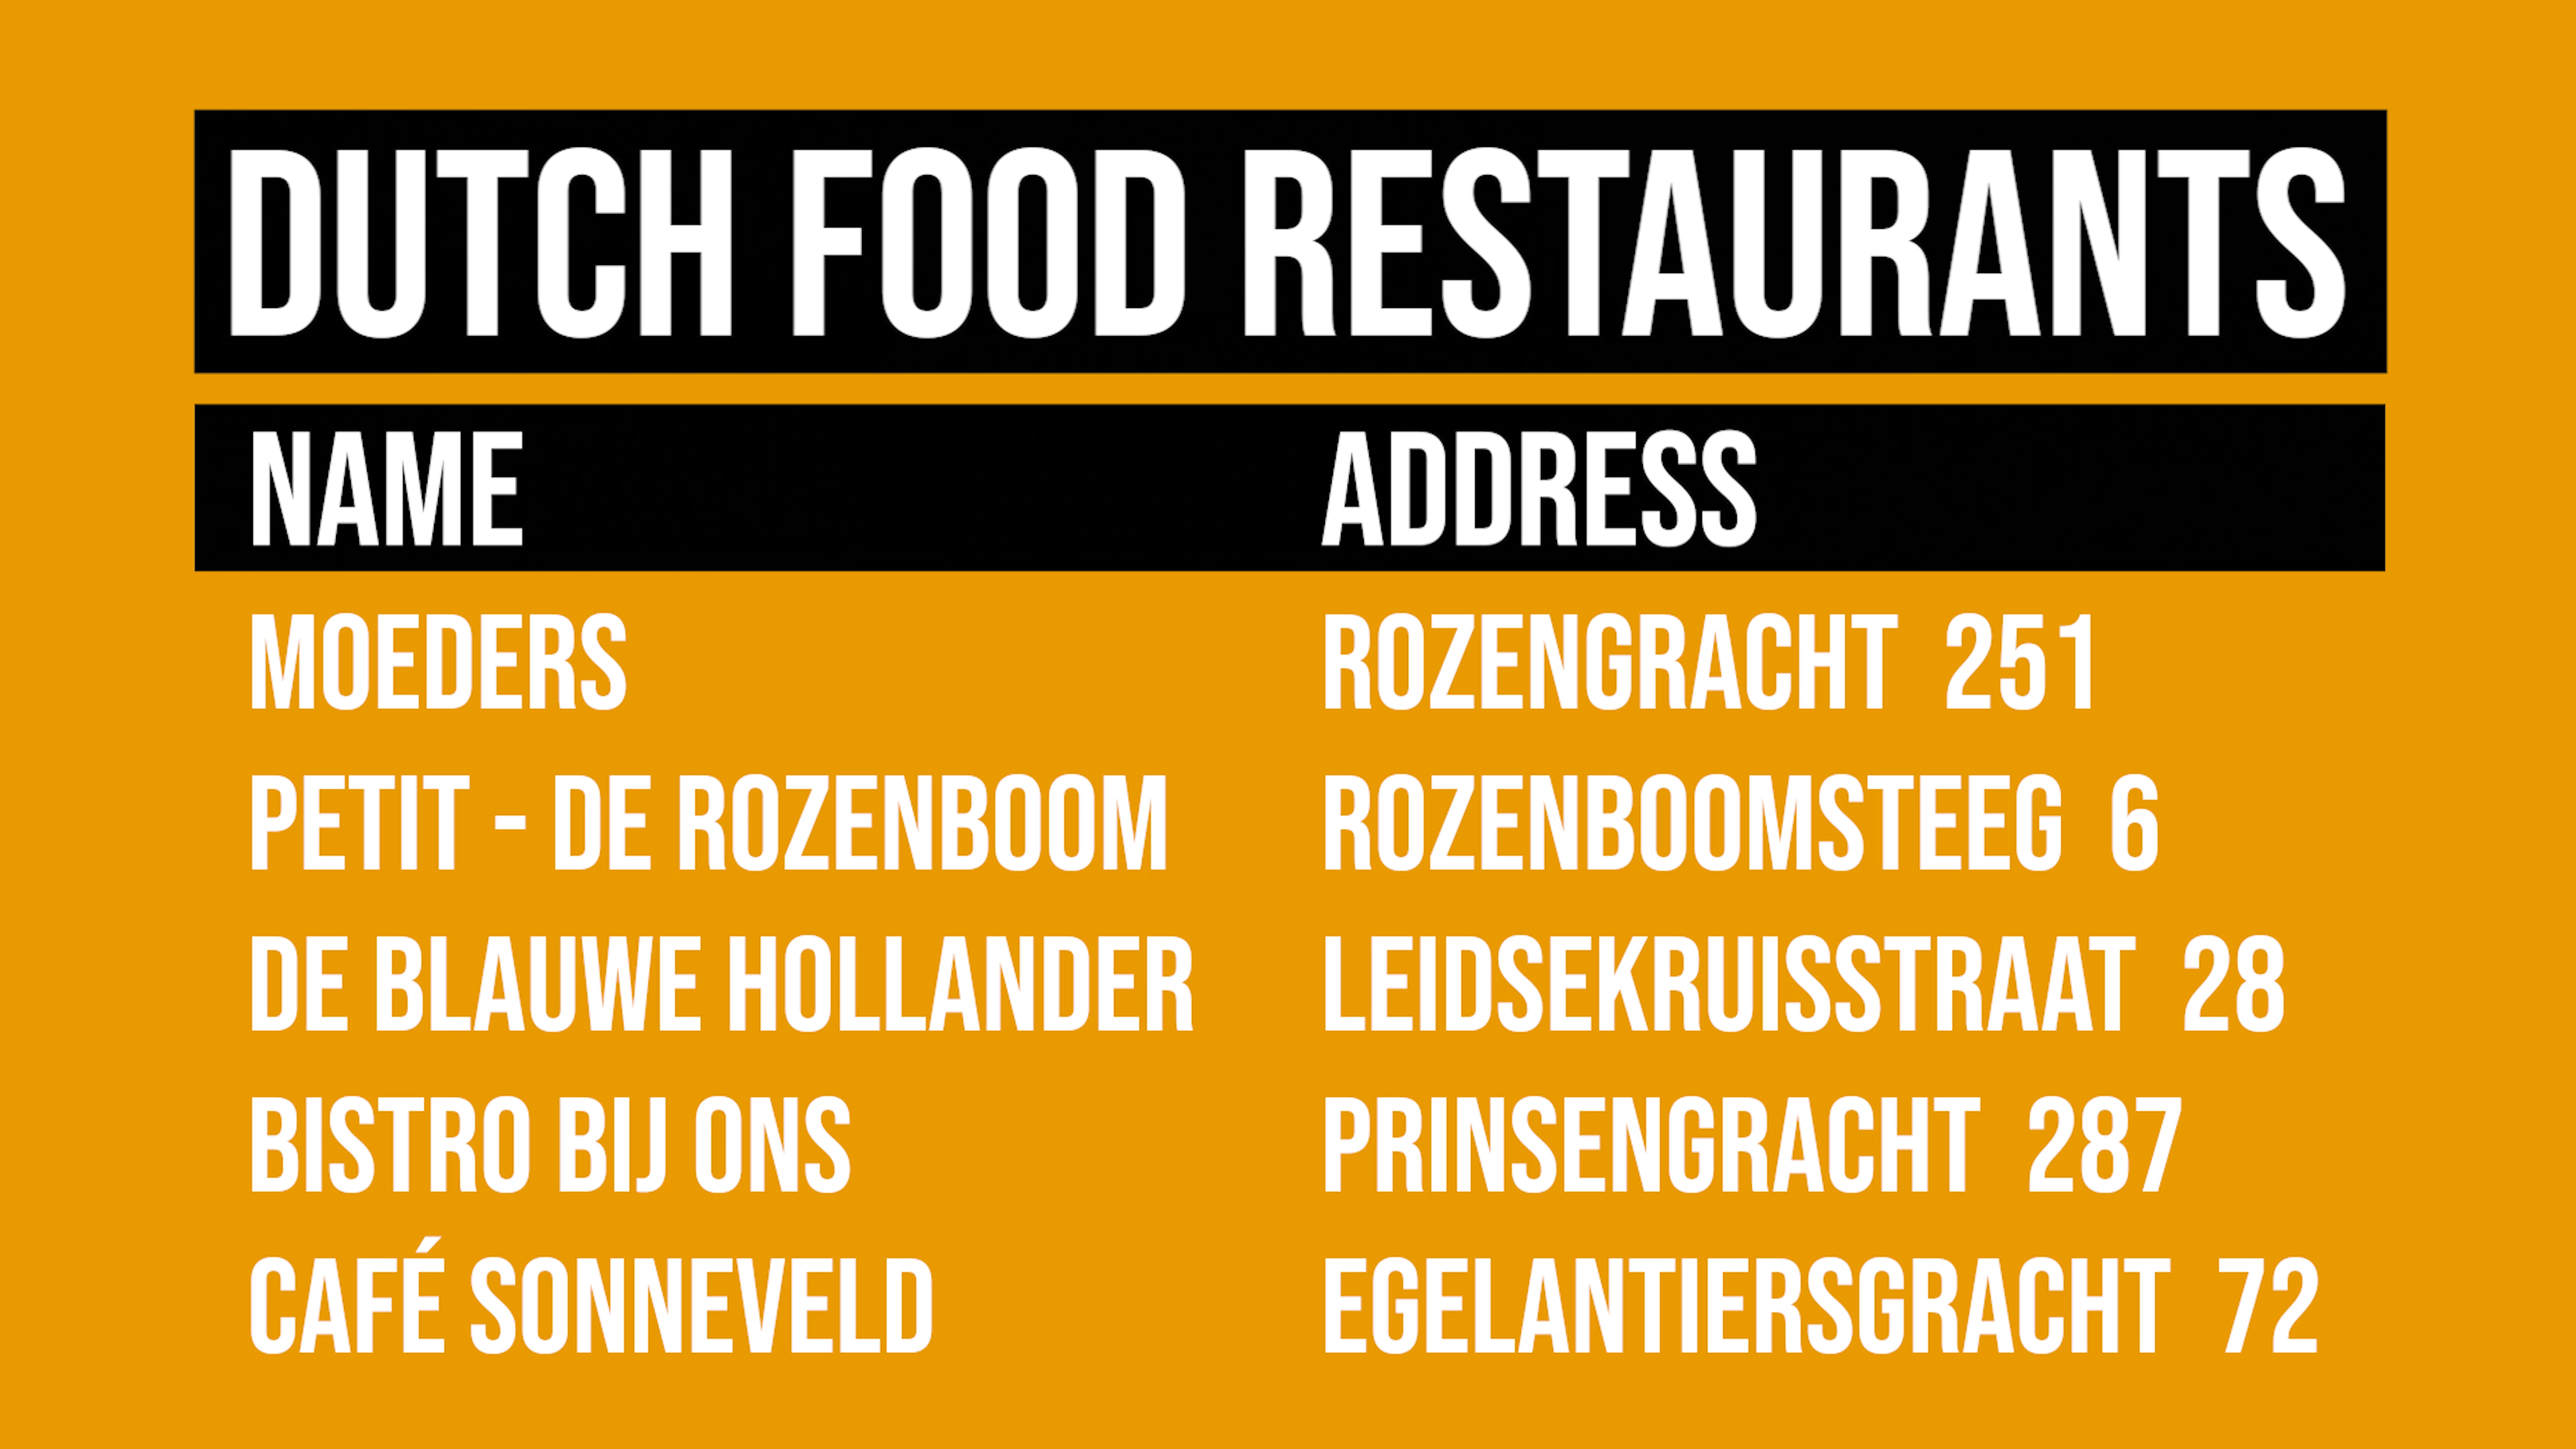 DUTCH FOOD RESTAURANTS
NAME ADDRESS
MOEDERS ROZENGRACHT 251
PETIT - DE ROZENBOOM ROZENBOOMSTEEG 6
DE BLAUWE HOLLANDER LEIDSEKRUISSTRAAT 28
BISTRO BIJ ONS PRINSENGRACHT 287
CAFÉ SONNEVELD EGELANTIERSGRACHT 72